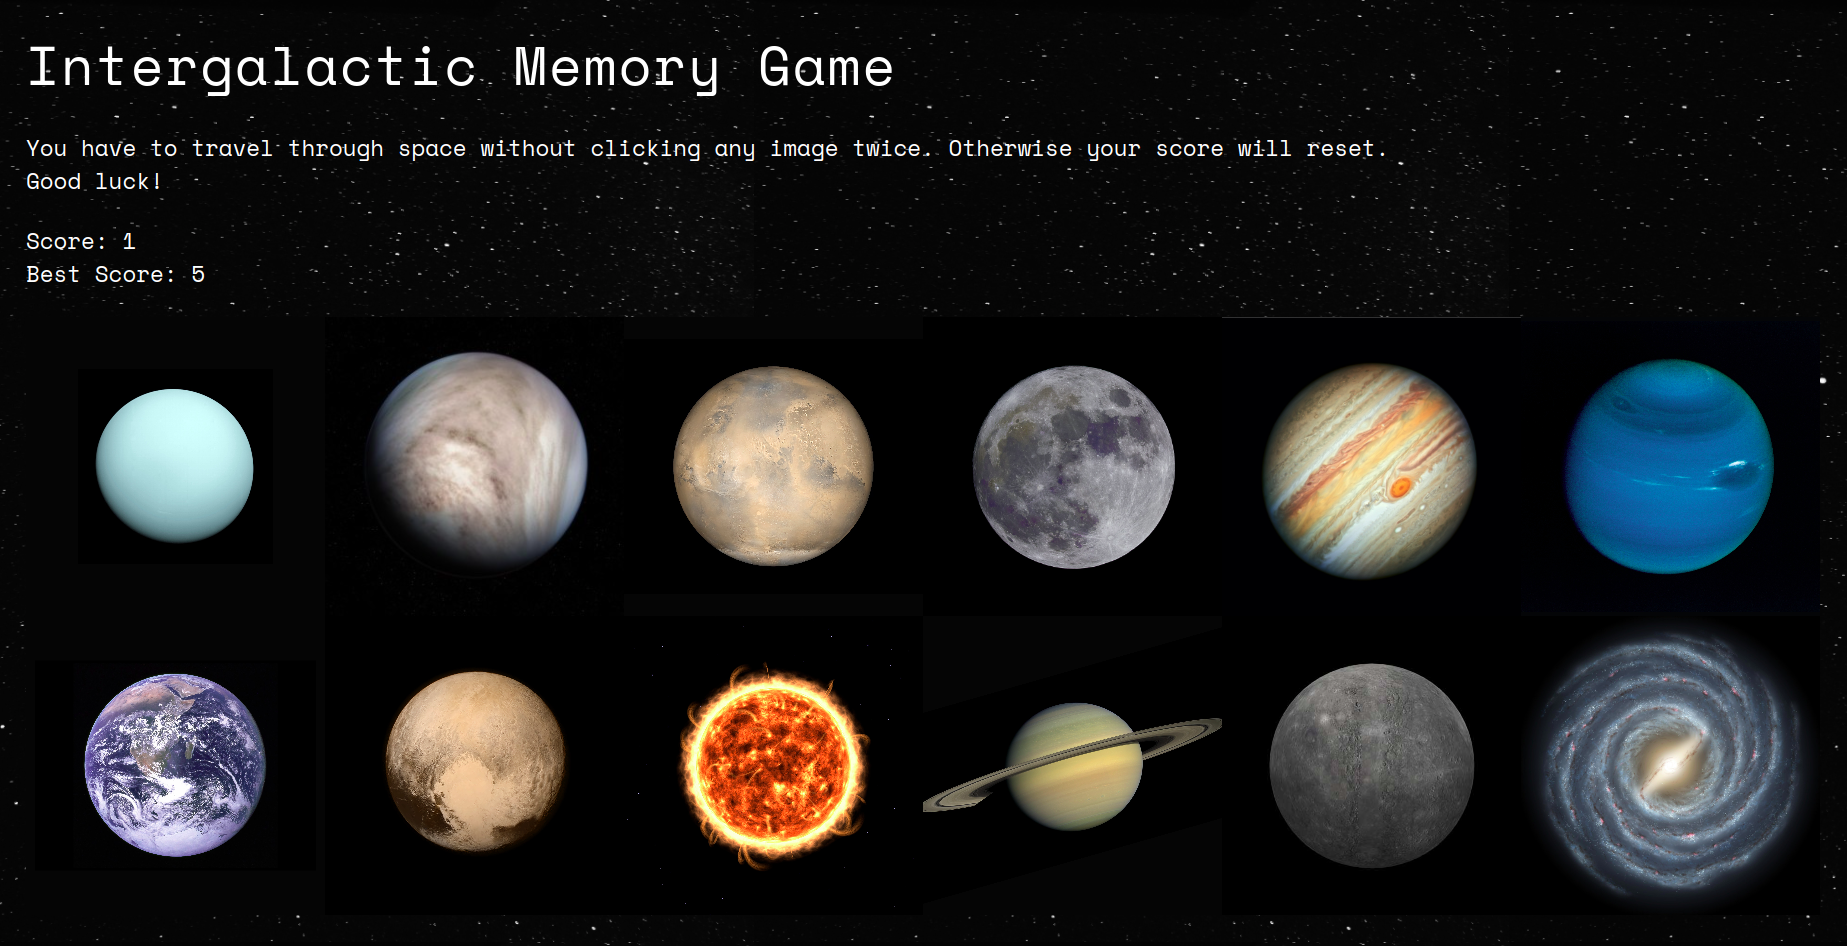 Intergalactic Memory Game
You have to travel through space without clicking any image twice. Otherwise your score will reset.
Good luck!
Score: 1
Best Score: 5